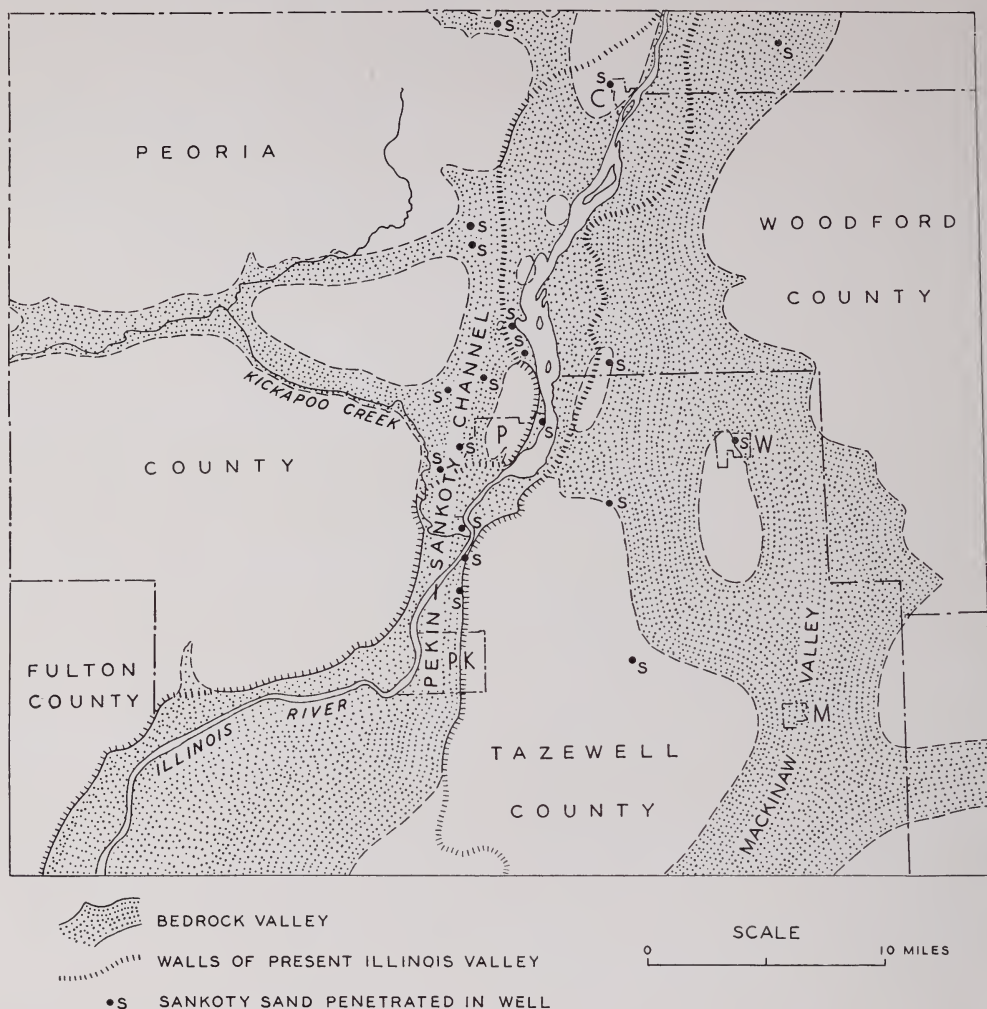 S
S
S
C
PEORIA
WOODFORD
COUNTY
S
S
S
S
S
S
S
KICKAPOO CREEK
PEKIN-SANKOTY CHANNEL
P
S
S
S
S W
COUNTY
S
S
S
S
PK
S
FULTON
COUNTY
ILLINOIS RIVER
TAZEWELL
COUNTY
MACKINAW VALLEY
M
BEDROCK VALLEY
WALLS OF PRESENT ILLINOIS VALLEY
S SANKOTY SAND PENETRATED IN WELL
SCALE
0 10 MILES